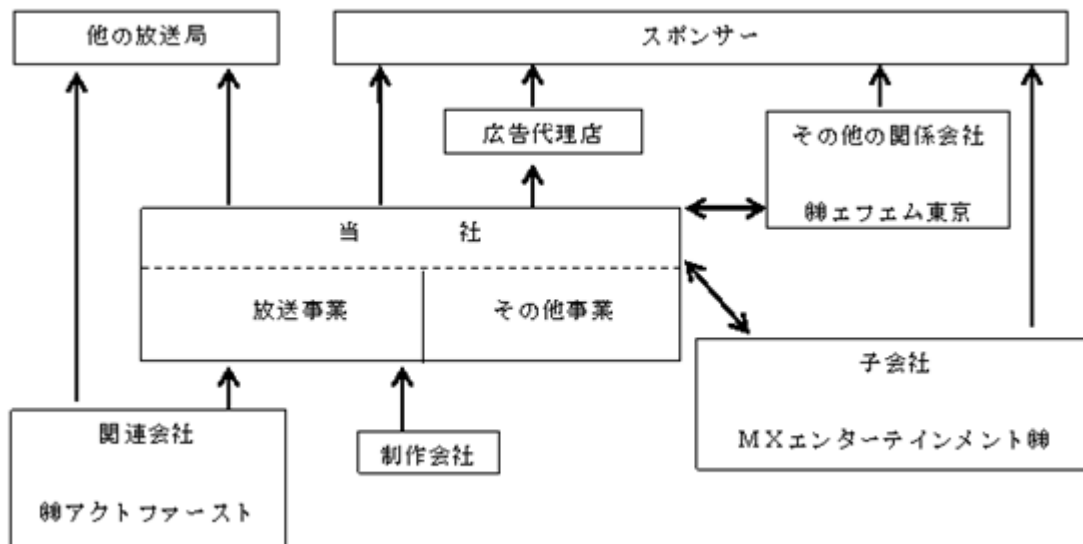 他の放送局
スポンサー
広告代理店
その他の関係会社
㈱エフエム東京
当 社
放送事業
その他事業
子会社
MXエンターテインメント㈱
関連会社
㈱アクトファースト
制作会社